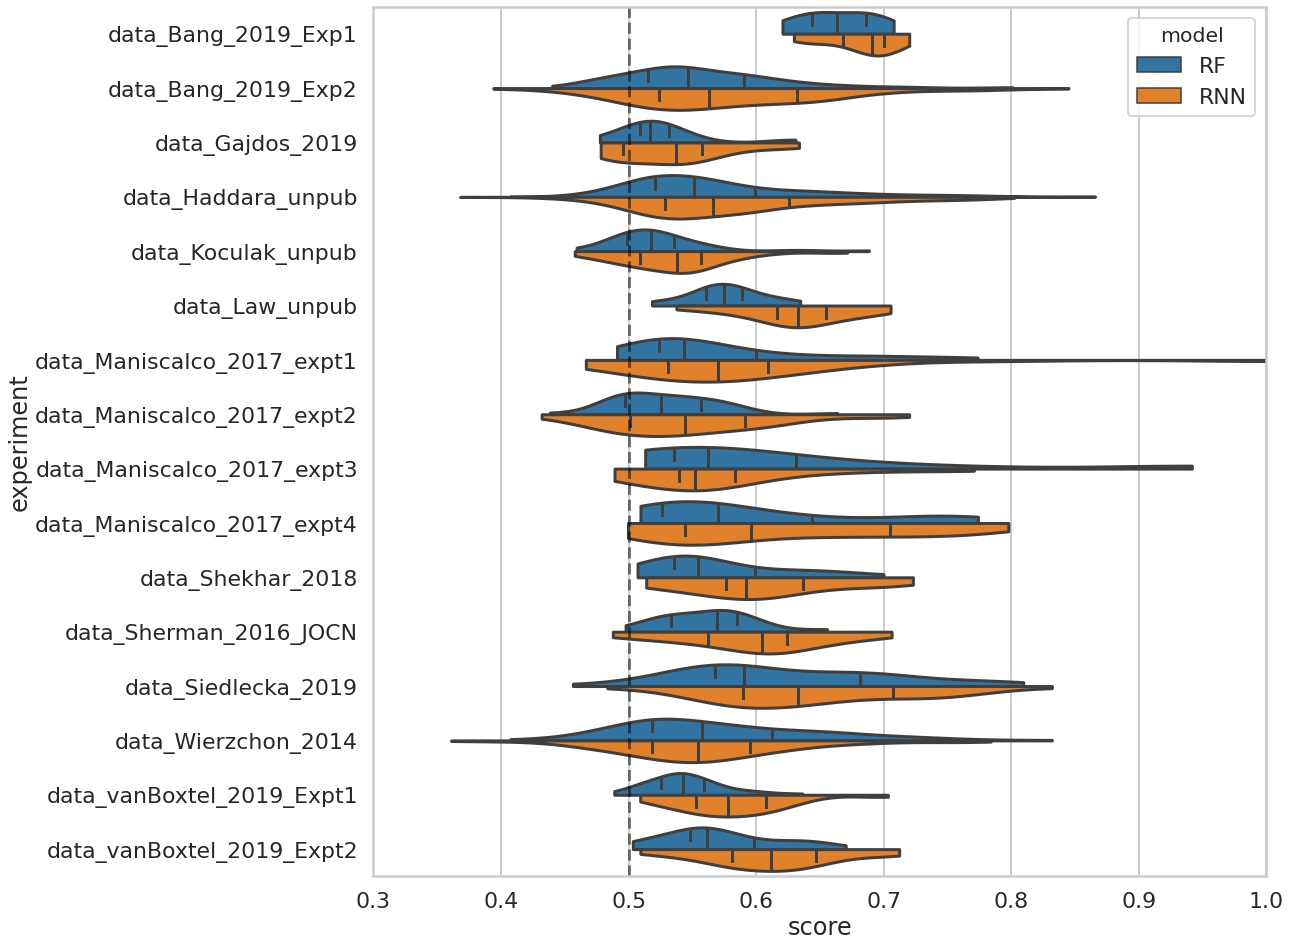 data_Bang_2019_Exp1
data_Bang_2019_Exp2
data_Gajdos_2019
data_Haddara_unpub
data_Koculak_unpub
data_Law_unpub
data_Maniscalco_2017_expt1
data_Maniscalco_2017_expt2
data_Maniscalco_2017_expt3
data_Maniscalco_2017_expt4
data_Shekhar_2018
data_Sherman_2016_JOCN
data_Siedlecka_2019
data_Wierzchon_2014
data_vanBoxtel_2019_Expt1
data_vanBoxtel_2019_Expt2
experiment
model
RF
RNN
0.3 0.4 0.5 0.6 0.7 0.8 0.9 1.0
score